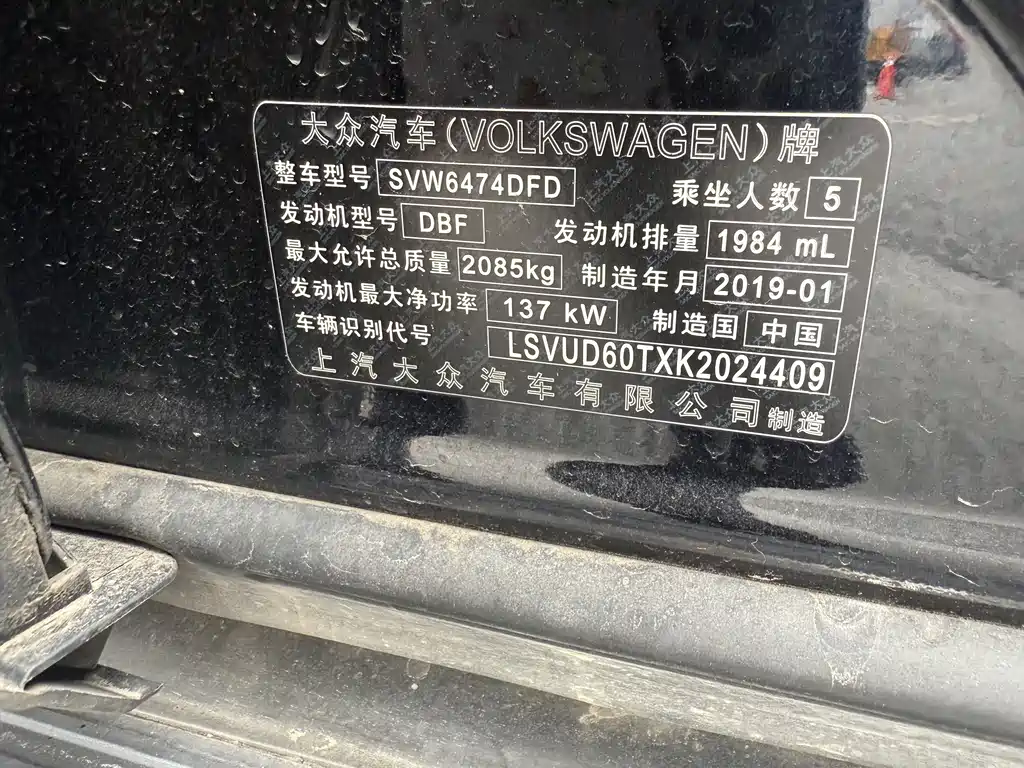 大众汽车(VOLKSWAGEN)牌
整车型号 SVW6474DFD 乘坐人数 5
发动机型号 DBF 发动机排量 1984 mL
最大允许总质量 2085kg 制造年月 2019-01
发动机最大净功率 137 kW 制造国 中国
车辆识别代号 LSVUD60TXK2024409
上汽大众汽车有限公司制造